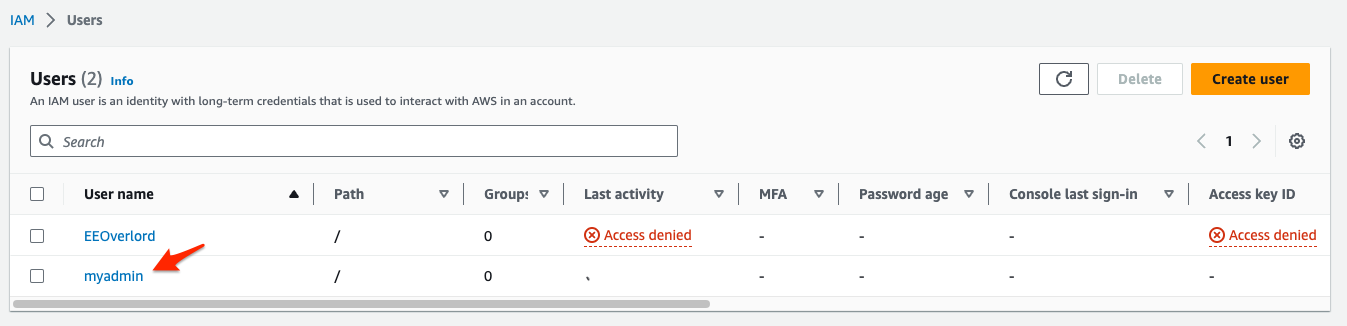 IAM > Users
Users (2) Info
An IAM user is an identity with long-term credentials that is used to interact with AWS in an account.
Delete
Create user
Search
1
User name Path Groups Last activity MFA Password age Console last sign-in Access key ID
EEOverlord / 0 Access denied - - - Access denied
myadmin / 0 - - - -